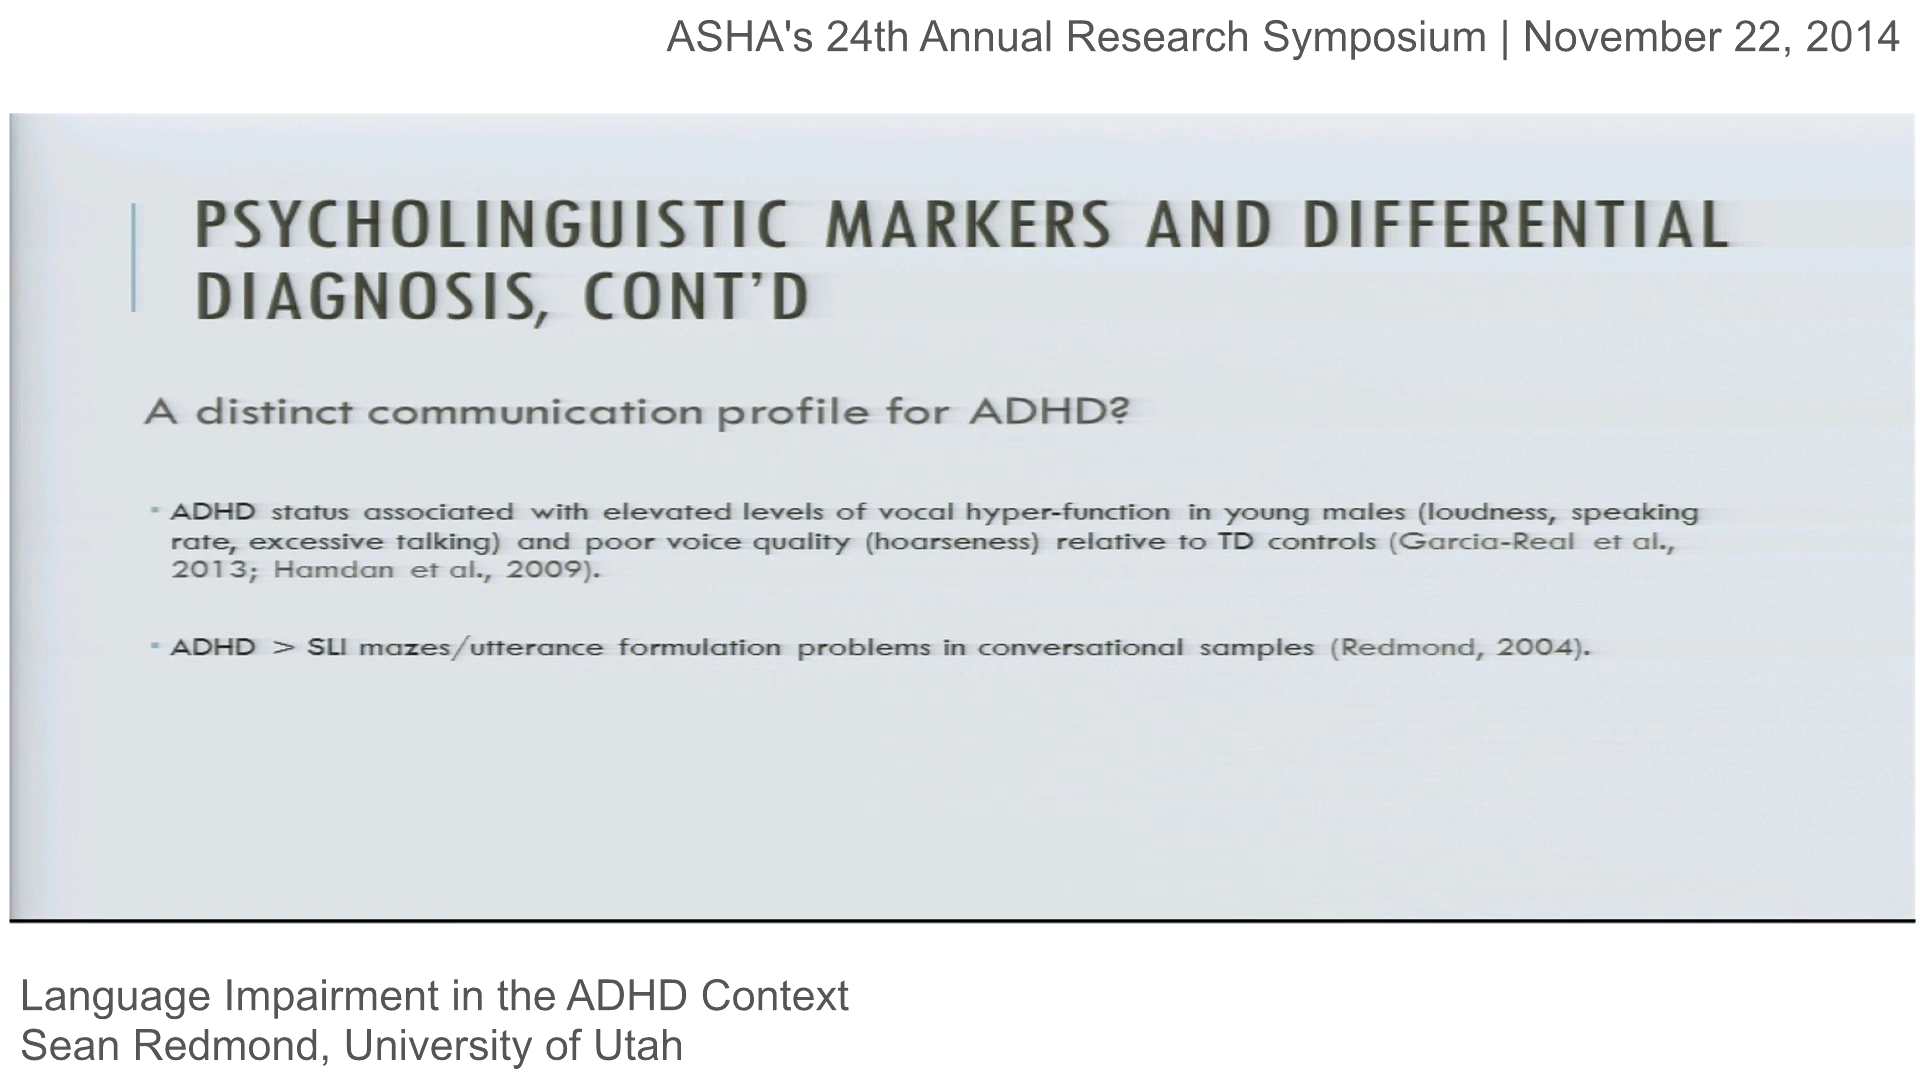 ASHA's 24th Annual Research Symposium | November 22, 2014
PSYCHOLINGUISTIC MARKERS AND DIFFERENTIAL
DIAGNOSIS, CONT'D
A distinct communication profile for ADHD?
▪ ADHD status associated with elevated levels of vocal hyper-function in young males (loudness, speaking
rate, excessive talking) and poor voice quality (hoarseness) relative to TD controls (Garcia-Real et al.,
2013; Hamdan et al., 2009).
▪ ADHD > SLI mazes/utterance formulation problems in conversational samples (Redmond, 2004).
Language Impairment in the ADHD Context
Sean Redmond, University of Utah